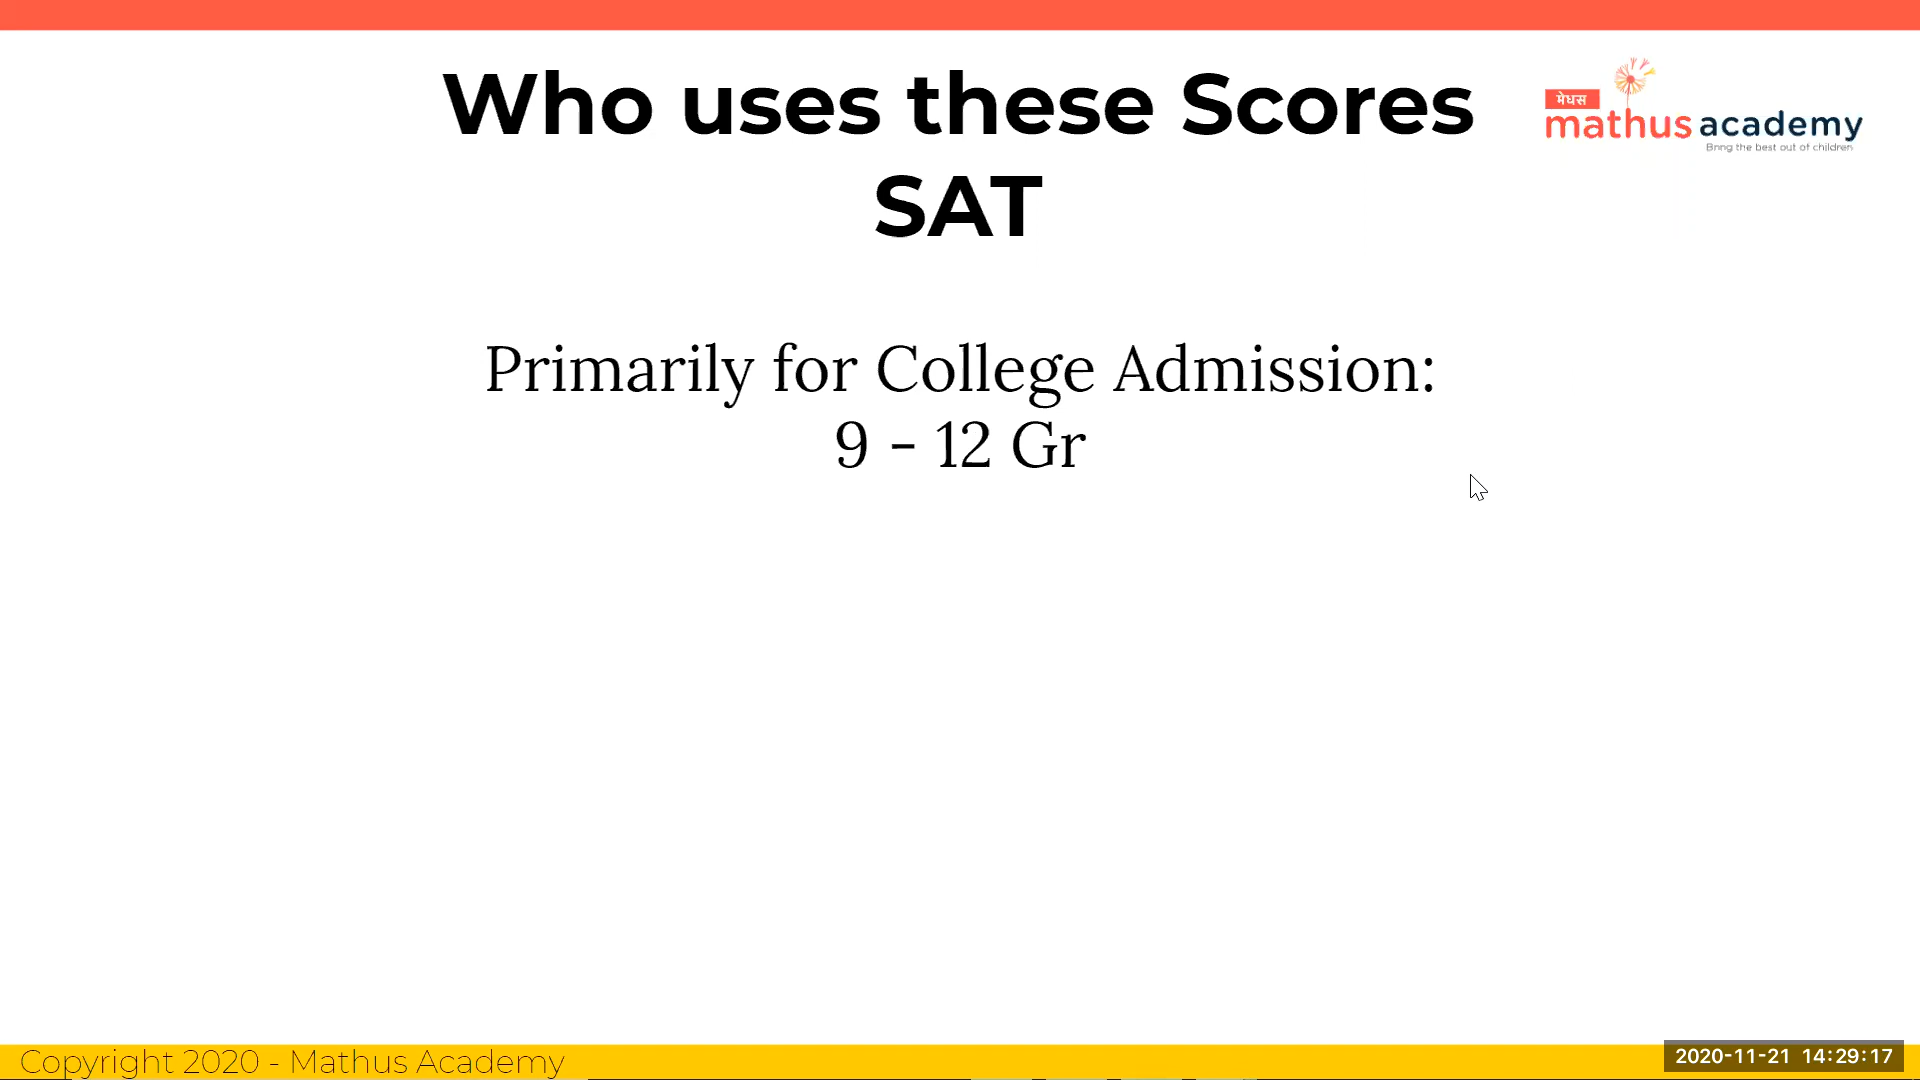 Who uses these Scores
SAT
मेधस
mathus academy
Bring the best out of children
Primarily for College Admission:
9 - 12 Gr
Copyright 2020 - Mathus Academy
2020-11-21 14:29:17